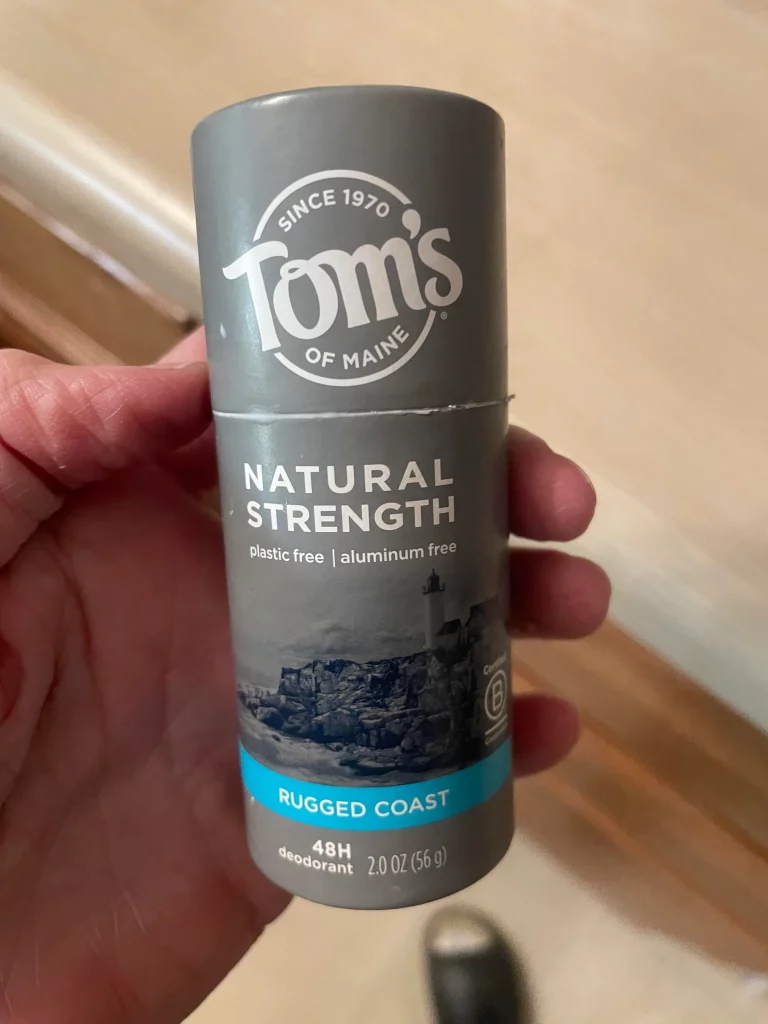 SINCE 1970
Tom's
OF MAINE
®
NATURAL
STRENGTH
plastic free | aluminum free
Certified
B
RUGGED COAST
48H
deodorant 2.0 OZ (56 g)